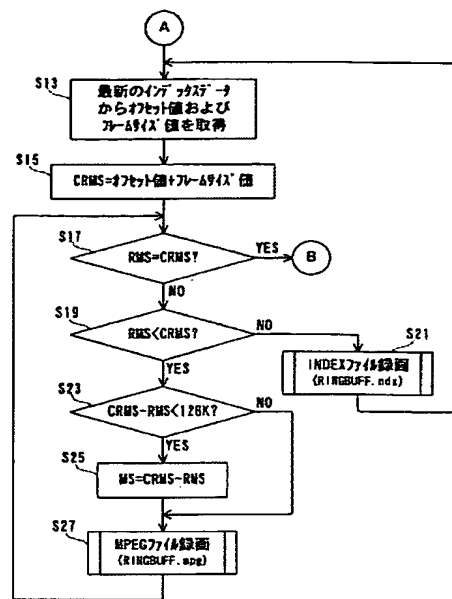 A
S13
最新のインデックスデータ
からオフセット値および
フレームサイズ値を取得
S15
CRMS=オフセット値+フレームサイズ値
S17
RMS=CRMS?
YES
B
NO
S19
RMS<CRMS?
NO
S21
YES
INDEXファイル録画
(RINGBUFF.ndx)
S23
CRMS-RMS<128K?
NO
YES
S25
MS=CRMS-RMS
S27
MPEGファイル録画
(RINGBUFF.mpg)